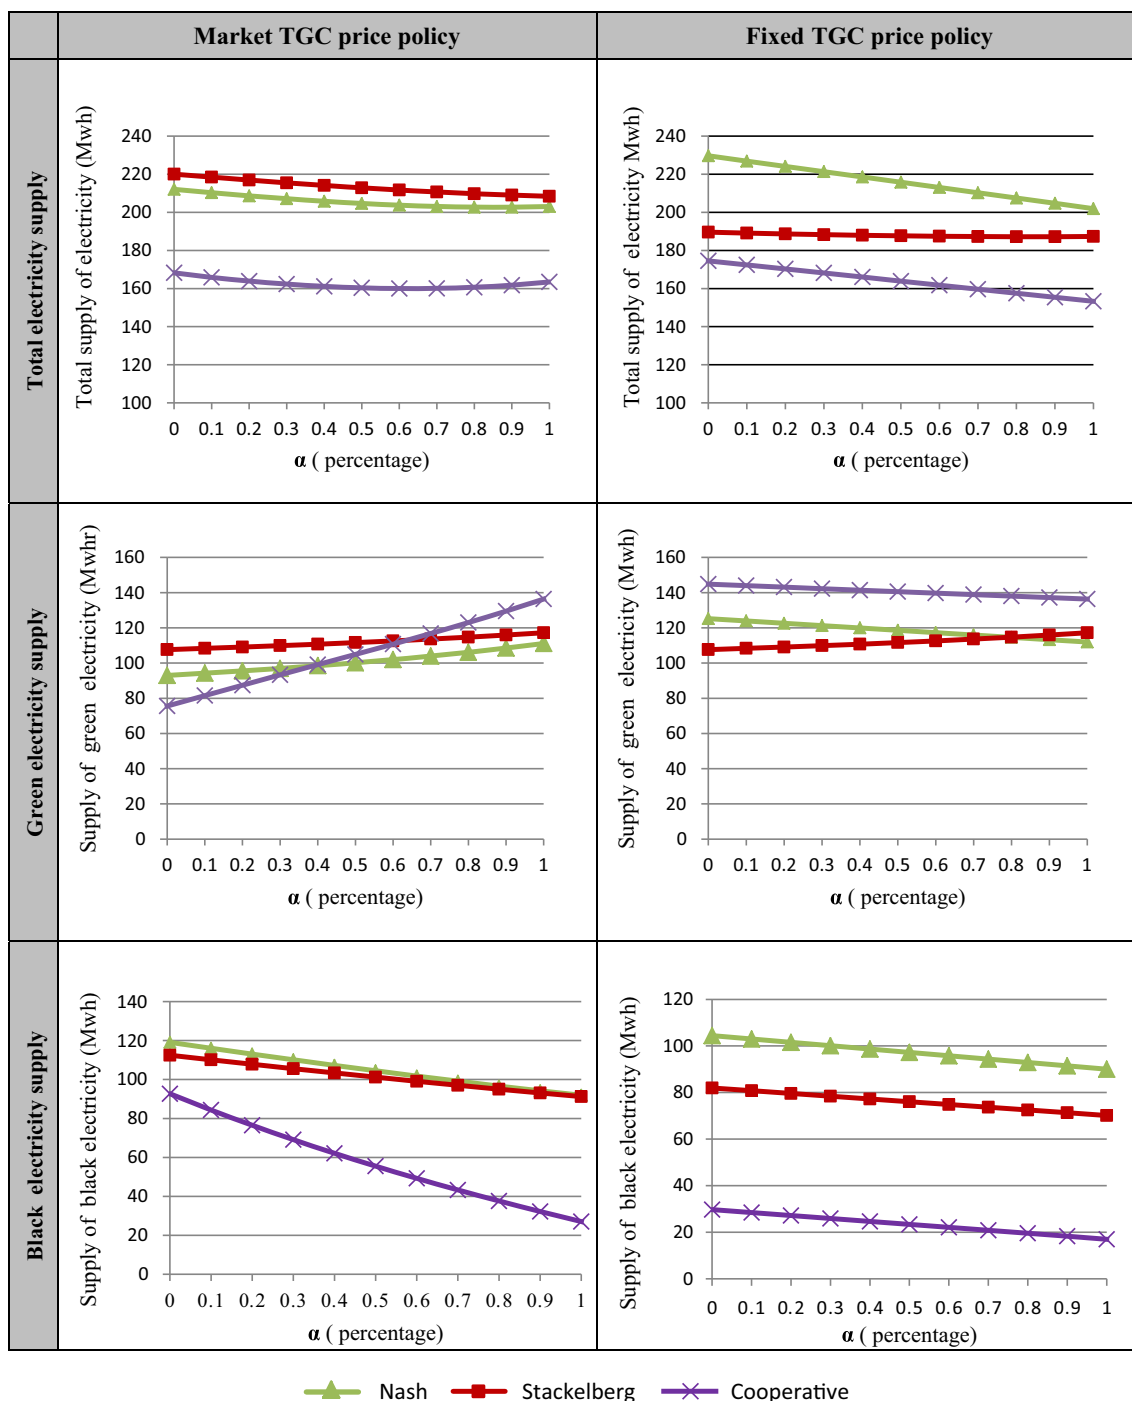 Market TGC price policy
Fixed TGC price policy
Total electricity supply
Total supply of electricity (Mwh)
240
220
200
180
160
140
120
100
0 0.1 0.2 0.3 0.4 0.5 0.6 0.7 0.8 0.9 1
α ( percentage)
Total supply of electricity Mwh)
240
220
200
180
160
140
120
100
0 0.1 0.2 0.3 0.4 0.5 0.6 0.7 0.8 0.9 1
α ( percentage)
Green electricity supply
Supply of green electricity (Mwhr)
160
140
120
100
80
60
40
20
0
0 0.1 0.2 0.3 0.4 0.5 0.6 0.7 0.8 0.9 1
α ( percentage)
Supply of green electricity (Mwh)
160
140
120
100
80
60
40
20
0
0 0.1 0.2 0.3 0.4 0.5 0.6 0.7 0.8 0.9 1
α ( percentage)
Black electricity supply
Supply of black electricity (Mwh)
140
120
100
80
60
40
20
0
0 0.1 0.2 0.3 0.4 0.5 0.6 0.7 0.8 0.9 1
α ( percentage)
Supply of black electricity (Mwh)
120
100
80
60
40
20
0
0 0.1 0.2 0.3 0.4 0.5 0.6 0.7 0.8 0.9 1
α ( percentage)
Nash Stackelberg Cooperative